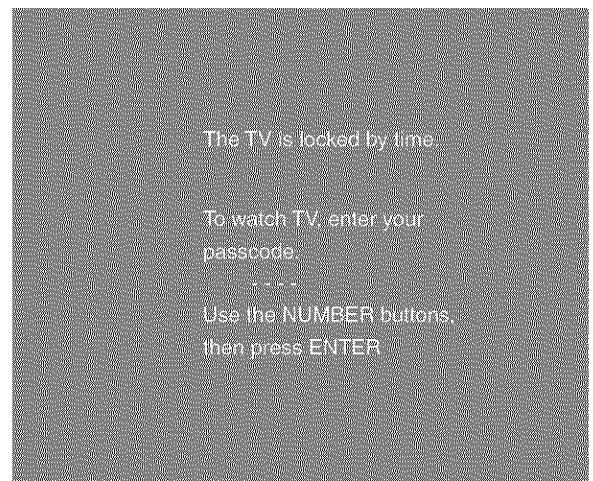 The TV is locked by time.
To watch TV, enter your
passcode.
- - - -
Use the NUMBER buttons,
then press ENTER